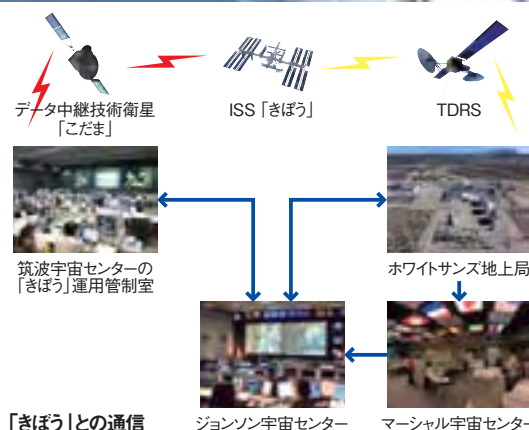 データ中継技術衛星
「こだま」
ISS「きぼう」
TDRS
筑波宇宙センターの
「きぼう」運用管制室
ホワイトサンズ地上局
「きぼう」との通信
ジョンソン宇宙センター
マーシャル宇宙センター